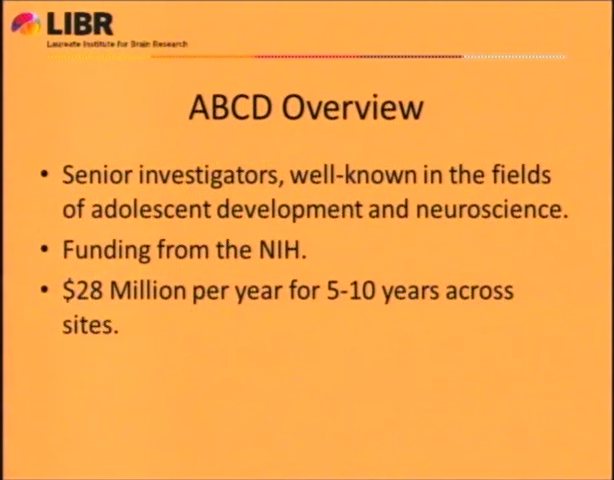 LIBR
Laureate Institute for Brain Research
ABCD Overview
• Senior investigators, well-known in the fields
of adolescent development and neuroscience.
• Funding from the NIH.
• $28 Million per year for 5-10 years across
sites.